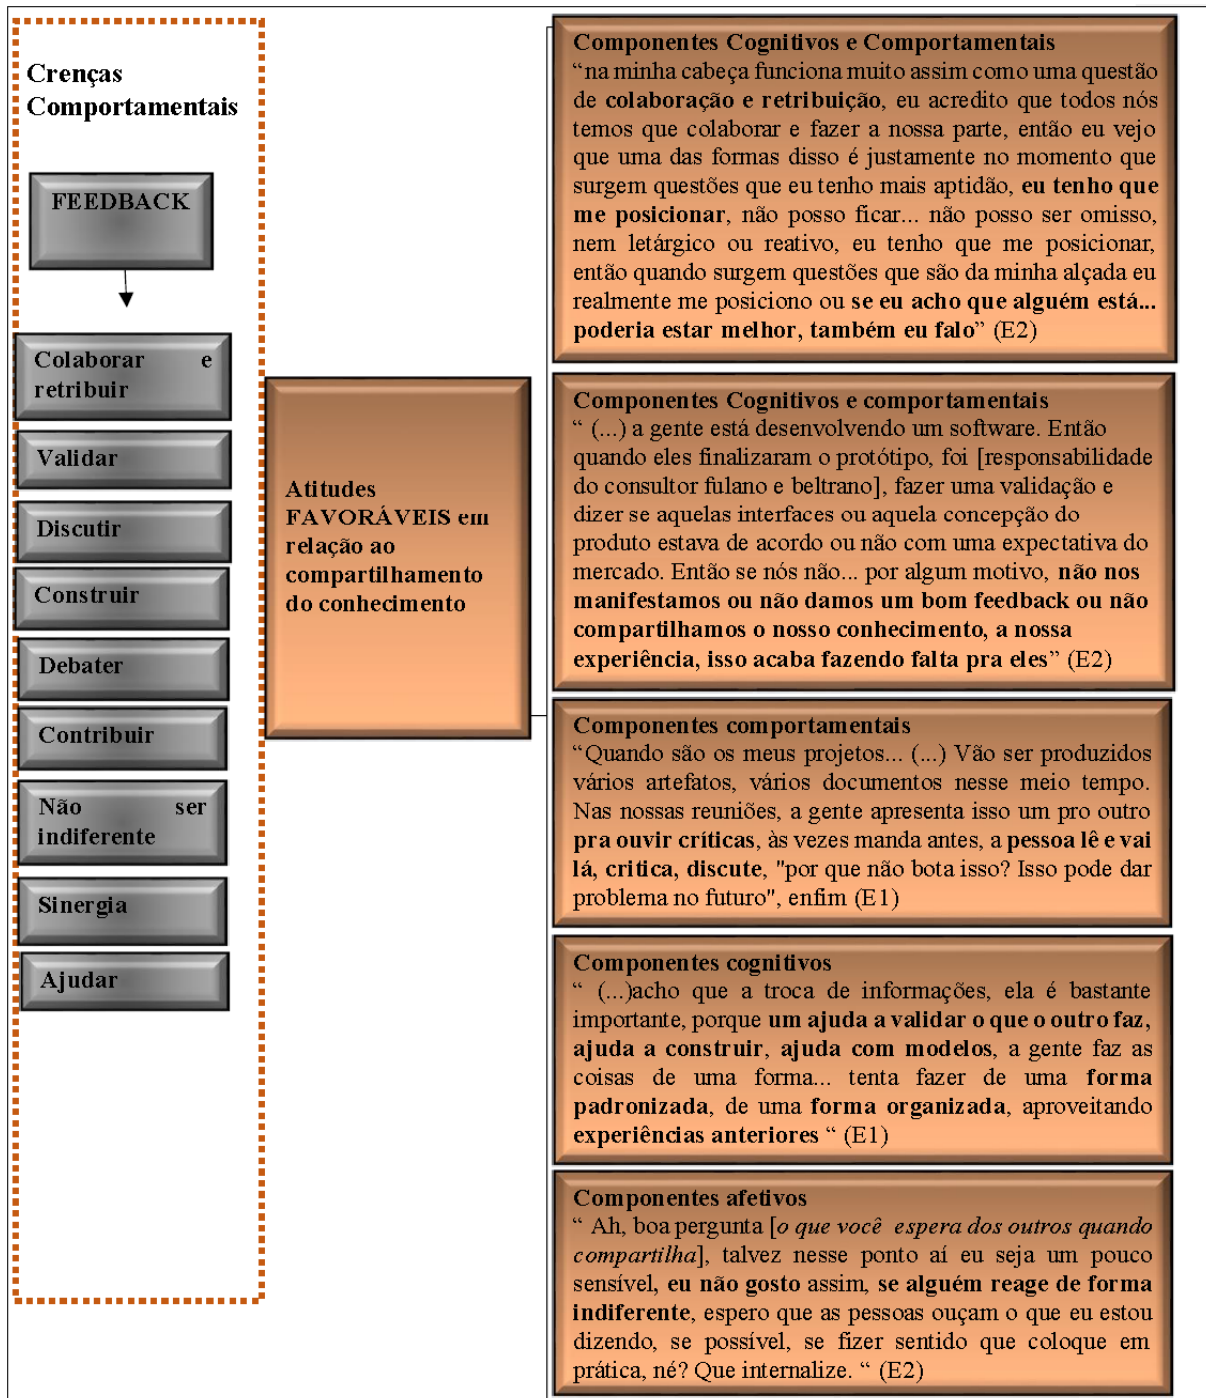 Crenças
Comportamentais
FEEDBACK
Colaborar e
retribuir
Validar
Discutir
Construir
Debater
Contribuir
Não ser
indiferente
Sinergia
Ajudar
Atitudes
FAVORÁVEIS em
relação ao
compartilhamento
do conhecimento
Componentes Cognitivos e Comportamentais
“na minha cabeça funciona muito assim como uma questão
de colaboração e retribuição, eu acredito que todos nós
temos que colaborar e fazer a nossa parte, então eu vejo
que uma das formas disso é justamente no momento que
surgem questões que eu tenho mais aptidão, eu tenho que
me posicionar, não posso ficar... não posso ser omisso,
nem letárgico ou reativo, eu tenho que me posicionar,
então quando surgem questões que são da minha alçada eu
realmente me posiciono ou se eu acho que alguém está...
poderia estar melhor, também eu falo” (E2)
Componentes Cognitivos e comportamentais
“ (...) a gente está desenvolvendo um software. Então
quando eles finalizaram o protótipo, foi [responsabilidade
do consultor fulano e beltrano], fazer uma validação e
dizer se aquelas interfaces ou aquela concepção do
produto estava de acordo ou não com uma expectativa do
mercado. Então se nós não... por algum motivo, não nos
manifestamos ou não damos um bom feedback ou não
compartilhamos o nosso conhecimento, a nossa
experiência, isso acaba fazendo falta pra eles” (E2)
Componentes comportamentais
“Quando são os meus projetos... (...) Vão ser produzidos
vários artefatos, vários documentos nesse meio tempo.
Nas nossas reuniões, a gente apresenta isso um pro outro
pra ouvir críticas, às vezes manda antes, a pessoa lê e vai
lá, critica, discute, "por que não bota isso? Isso pode dar
problema no futuro", enfim (E1)
Componentes cognitivos
“ (...)acho que a troca de informações, ela é bastante
importante, porque um ajuda a validar o que o outro faz,
ajuda a construir, ajuda com modelos, a gente faz as
coisas de uma forma... tenta fazer de uma forma
padronizada, de uma forma organizada, aproveitando
experiências anteriores “ (E1)
Componentes afetivos
“ Ah, boa pergunta [o que você espera dos outros quando
compartilha], talvez nesse ponto aí eu seja um pouco
sensível, eu não gosto assim, se alguém reage de forma
indiferente, espero que as pessoas ouçam o que eu estou
dizendo, se possível, se fizer sentido que coloque em
prática, né? Que internalize. “ (E2)